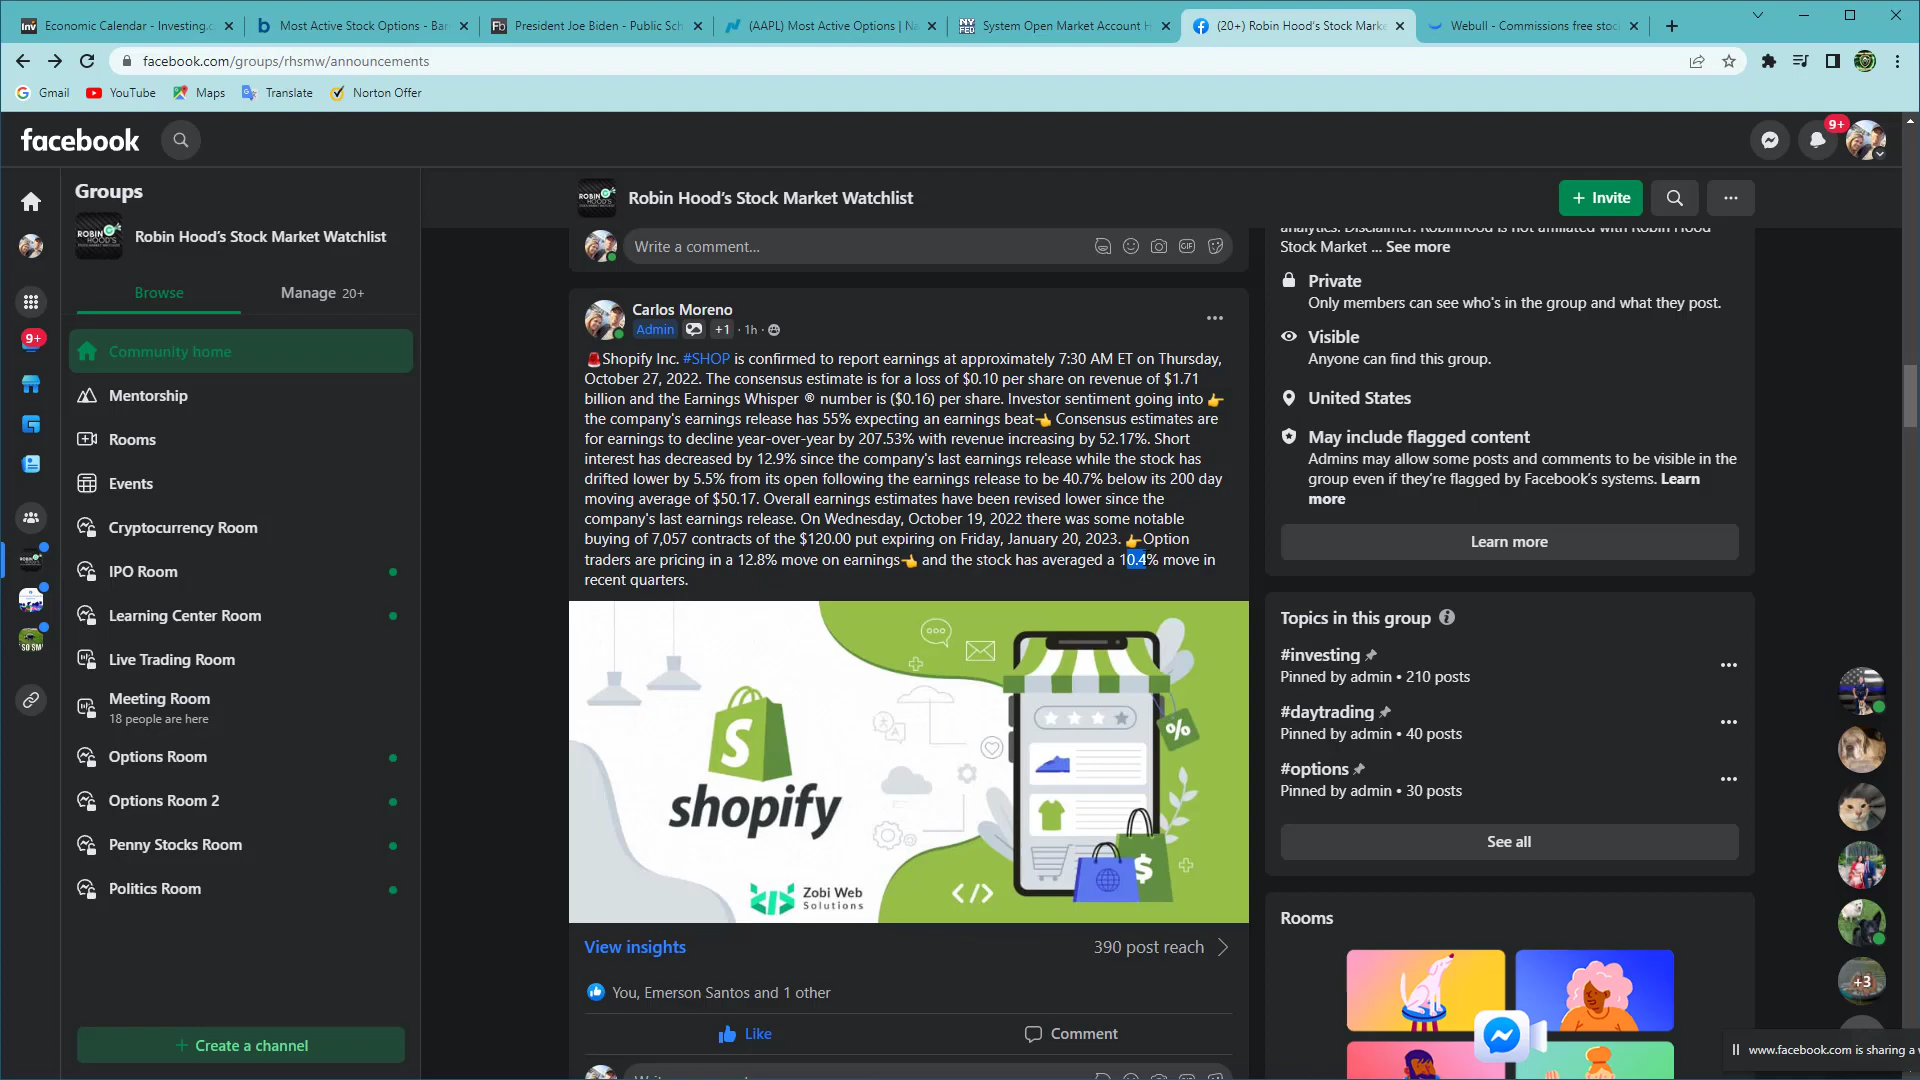 Economic Calendar - Investing.c
Most Active Stock Options - Bar
President Joe Biden - Public Sch
(AAPL) Most Active Options | Na
System Open Market Account H
(20+) Robin Hood's Stock Marke
Webull - Commissions free stoc
facebook.com/groups/rhsmw/announcements
Gmail
YouTube
Maps
Translate
Norton Offer
facebook
9+
Groups
Robin Hood's Stock Market Watchlist
Browse
Manage 20+
9+
Community home
Mentorship
Rooms
Events
Cryptocurrency Room
IPO Room
Learning Center Room
Live Trading Room
Meeting Room
18 people are here
Options Room
Options Room 2
Penny Stocks Room
Politics Room
+ Create a channel
Robin Hood's Stock Market Watchlist
+ Invite
Write a comment...
GIF
Carlos Moreno
Admin +1 · 1h ·
🚨Shopify Inc. #SHOP is confirmed to report earnings at approximately 7:30 AM ET on Thursday,
October 27, 2022. The consensus estimate is for a loss of $0.10 per share on revenue of $1.71
billion and the Earnings Whisper ® number is ($0.16) per share. Investor sentiment going into 👉
the company's earnings release has 55% expecting an earnings beat👈 Consensus estimates are
for earnings to decline year-over-year by 207.53% with revenue increasing by 52.17%. Short
interest has decreased by 12.9% since the company's last earnings release while the stock has
drifted lower by 5.5% from its open following the earnings release to be 40.7% below its 200 day
moving average of $50.17. Overall earnings estimates have been revised lower since the
company's last earnings release. On Wednesday, October 19, 2022 there was some notable
buying of 7,057 contracts of the $120.00 put expiring on Friday, January 20, 2023. 👉Option
traders are pricing in a 12.8% move on earnings👈 and the stock has averaged a 10.4% move in
recent quarters.
shopify
Zobi Web
Solutions
View insights
390 post reach
You, Emerson Santos and 1 other
Like
Comment
Stock Market ... See more
Private
Only members can see who's in the group and what they post.
Visible
Anyone can find this group.
United States
May include flagged content
Admins may allow some posts and comments to be visible in the
group even if they're flagged by Facebook's systems. Learn
more
Learn more
Topics in this group
#investing
Pinned by admin • 210 posts
#daytrading
Pinned by admin • 40 posts
#options
Pinned by admin • 30 posts
See all
Rooms
+3
www.facebook.com is sharing a